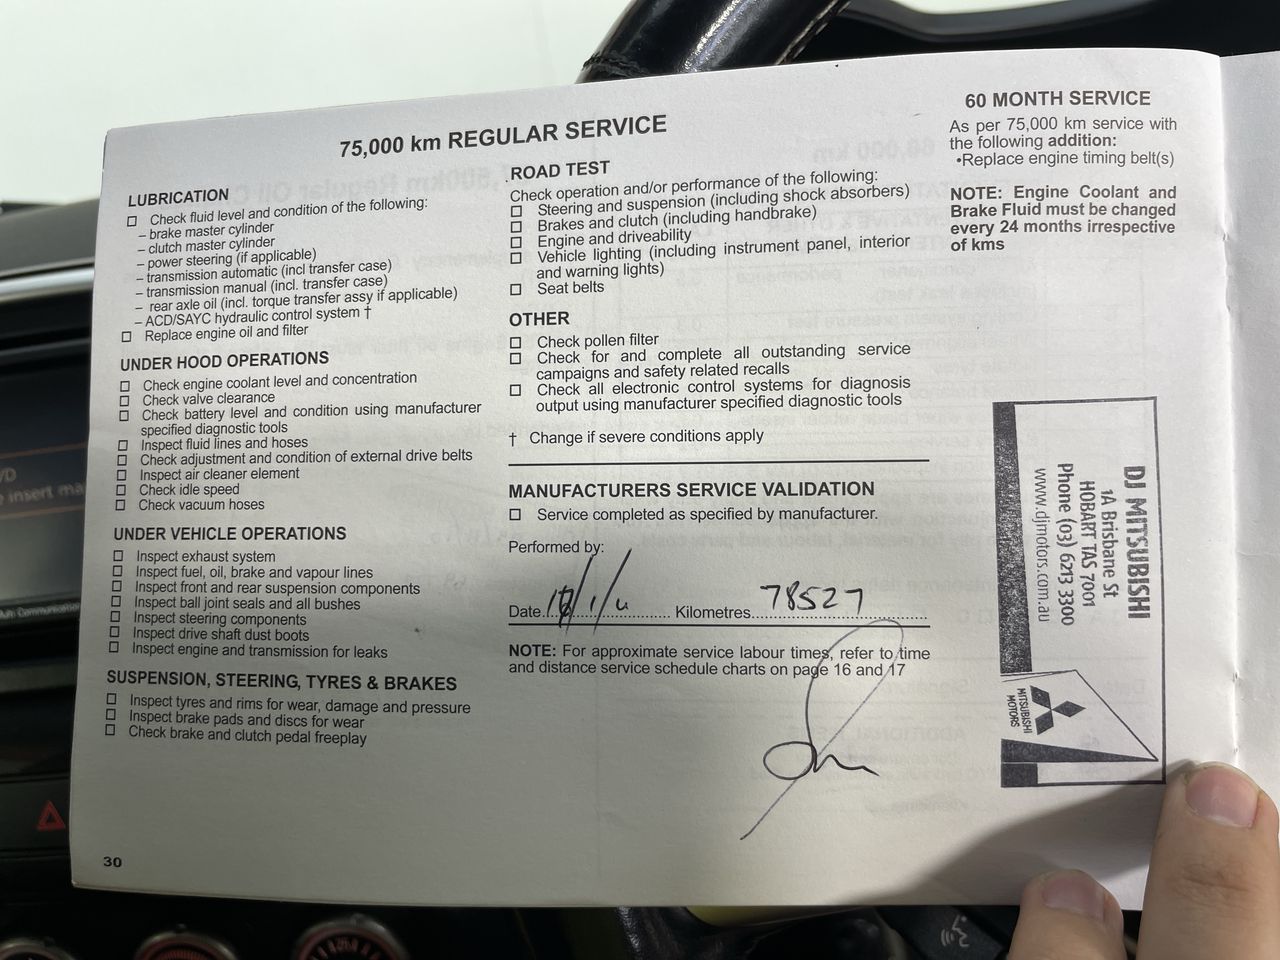 75,000 km REGULAR SERVICE
LUBRICATION
Check fluid level and condition of the following:
– brake master cylinder
– clutch master cylinder
– power steering (if applicable)
– transmission automatic (incl transfer case)
– transmission manual (incl. transfer case)
– rear axle oil (incl. torque transfer assy if applicable)
– ACD/SAYC hydraulic control system †
Replace engine oil and filter
UNDER HOOD OPERATIONS
Check engine coolant level and concentration
Check valve clearance
Check battery level and condition using manufacturer
specified diagnostic tools
Inspect fluid lines and hoses
Check adjustment and condition of external drive belts
Inspect air cleaner element
Check idle speed
Check vacuum hoses
UNDER VEHICLE OPERATIONS
Inspect exhaust system
Inspect fuel, oil, brake and vapour lines
Inspect front and rear suspension components
Inspect ball joint seals and all bushes
Inspect steering components
Inspect drive shaft dust boots
Inspect engine and transmission for leaks
SUSPENSION, STEERING, TYRES & BRAKES
Inspect tyres and rims for wear, damage and pressure
Inspect brake pads and discs for wear
Check brake and clutch pedal freeplay
30
ROAD TEST
Check operation and/or performance of the following:
Steering and suspension (including shock absorbers)
Brakes and clutch (including handbrake)
Engine and driveability
Vehicle lighting (including instrument panel, interior
and warning lights)
Seat belts
OTHER
Check pollen filter
Check for and complete all outstanding service
campaigns and safety related recalls
Check all electronic control systems for diagnosis
output using manufacturer specified diagnostic tools
† Change if severe conditions apply
MANUFACTURERS SERVICE VALIDATION
Service completed as specified by manufacturer.
Performed by:
Date Kilometres 78527
NOTE: For approximate service labour times, refer to time
and distance service schedule charts on page 16 and 17
60 MONTH SERVICE
As per 75,000 km service with
the following addition:
•Replace engine timing belt(s)
NOTE: Engine Coolant and
Brake Fluid must be changed
every 24 months irrespective
of kms
DJ MITSUBISHI
1A Brisbane St
HOBART TAS 7001
Phone (03) 6213 3300
www.djmotors.com.au
MITSUBISHI
MOTORS
insert